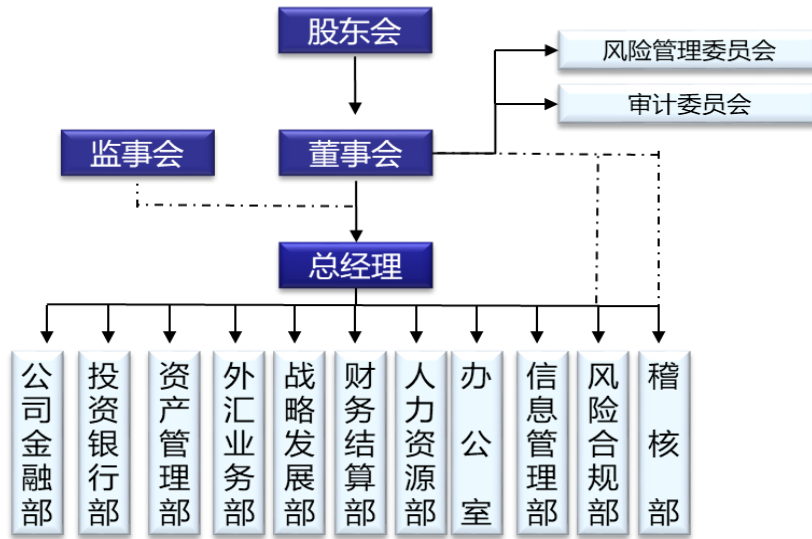 股东会
风险管理委员会
审计委员会
监事会
董事会
总经理
公司金融部
投资银行部
资产管理部
外汇业务部
战略发展部
财务结算部
人力资源部
办公室
信息管理部
风险合规部
稽核部